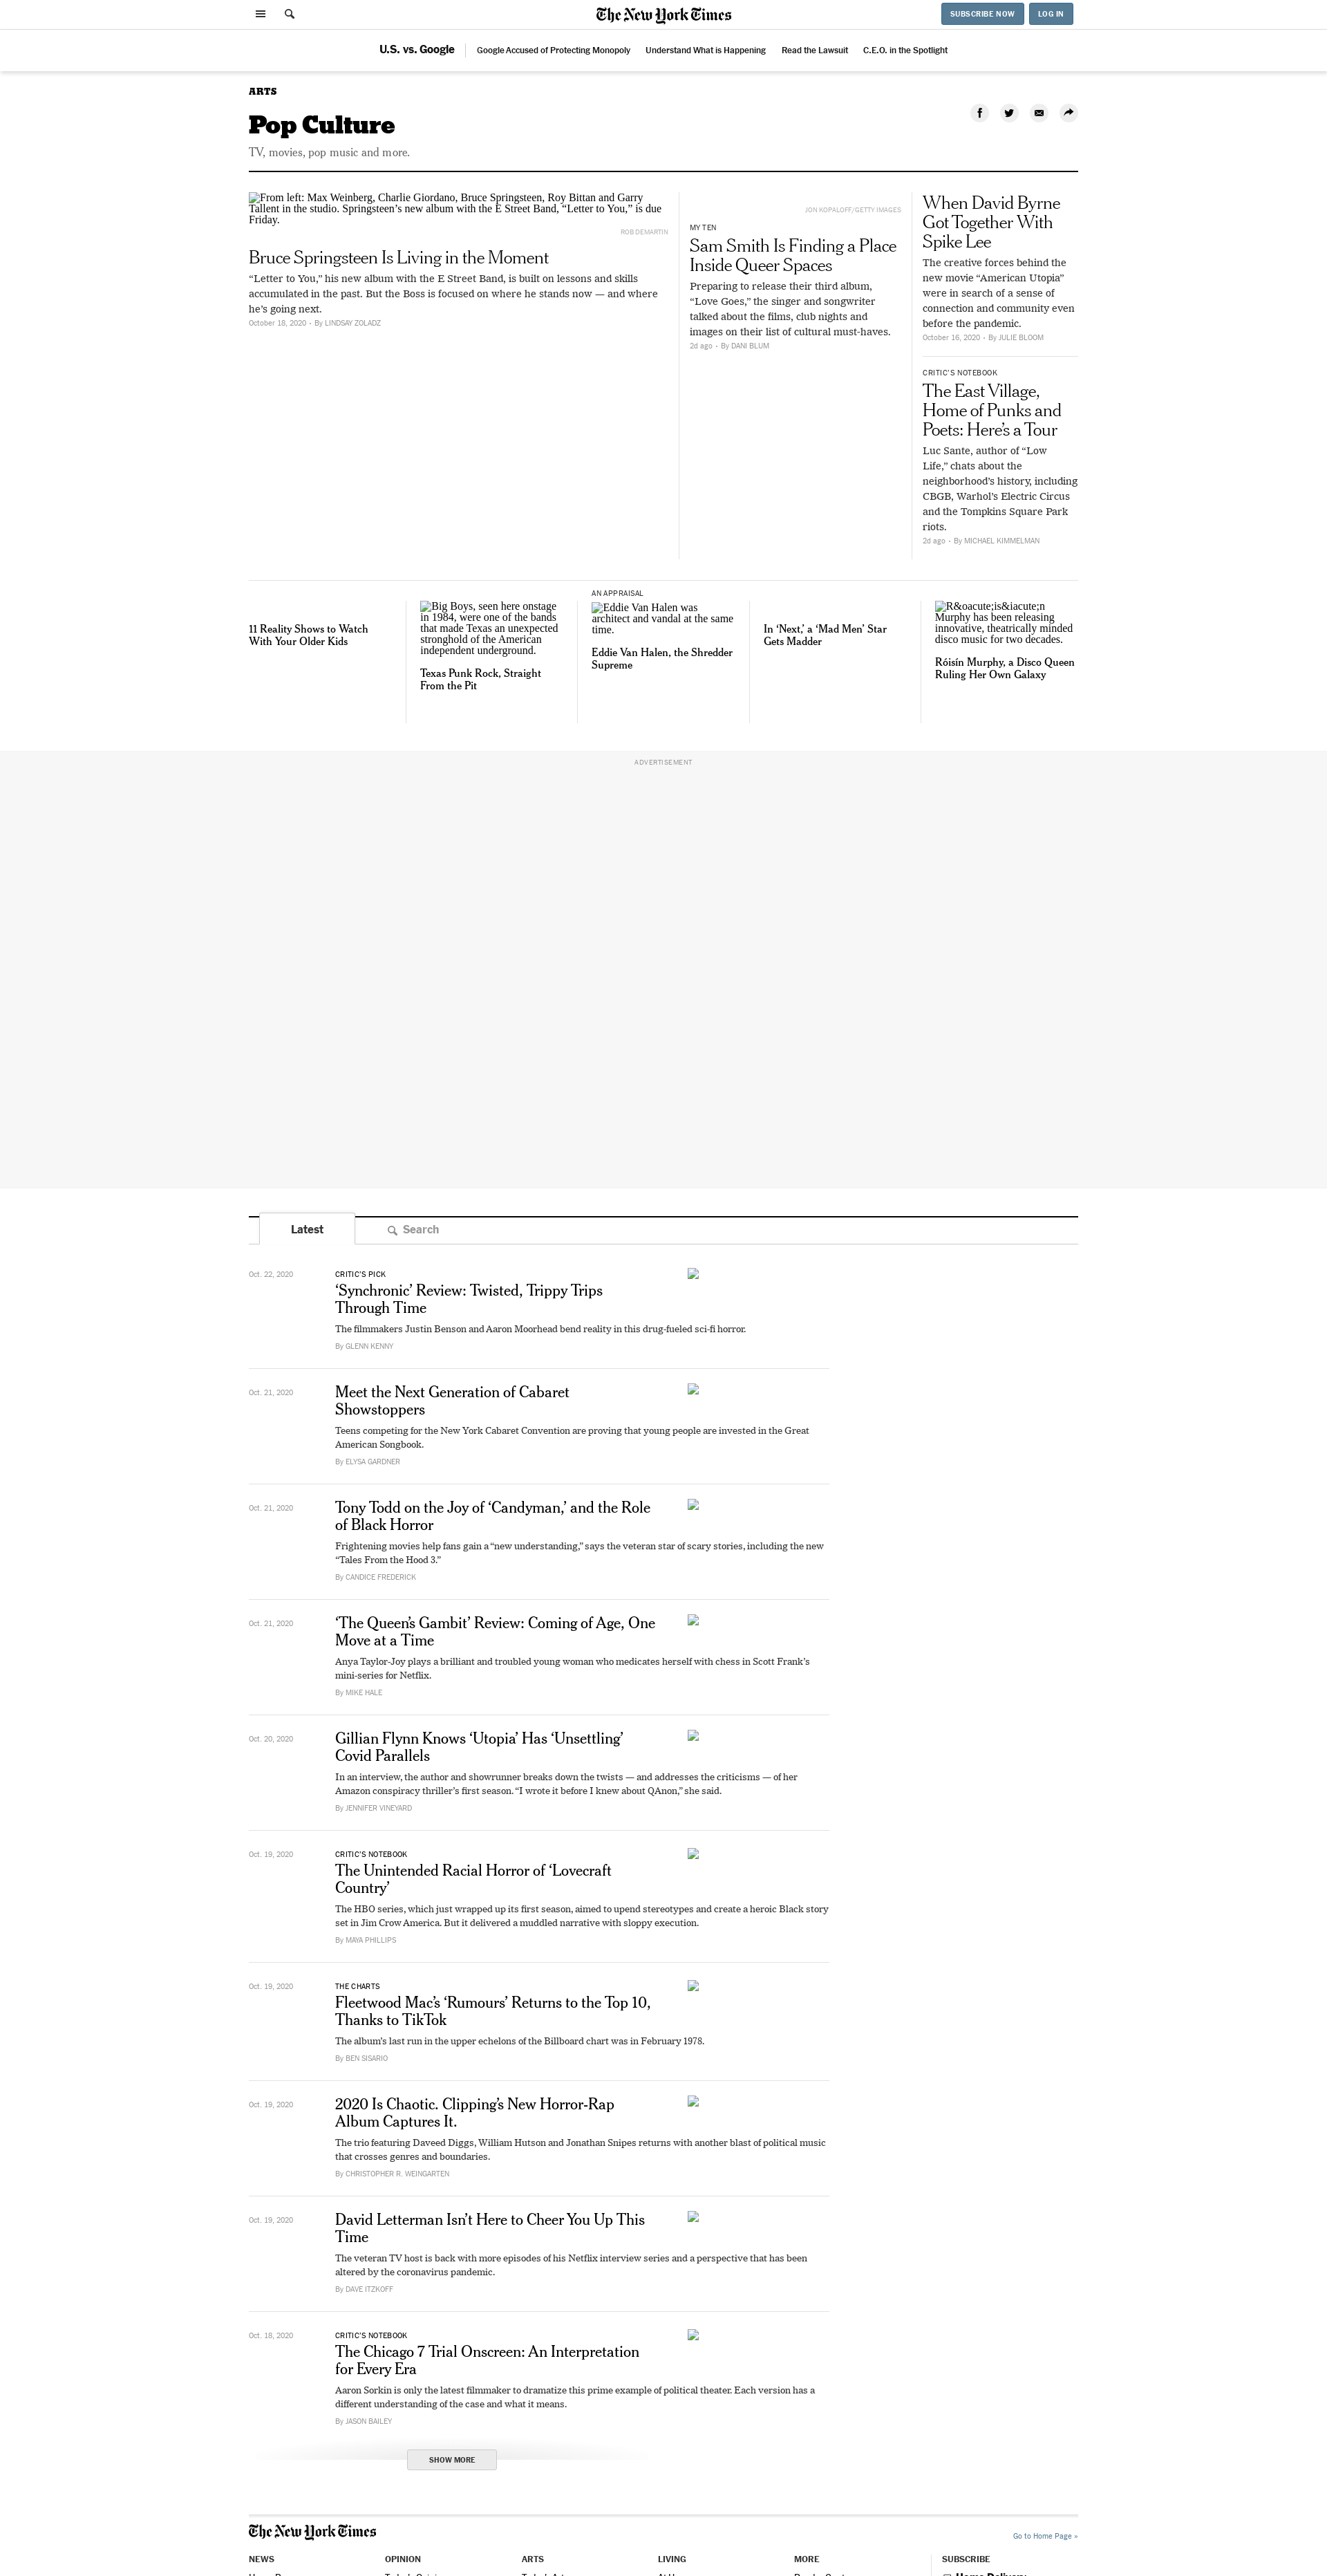 The New York Times
SUBSCRIBE NOW
LOG IN
U.S. vs. Google
Google Accused of Protecting Monopoly
Understand What is Happening
Read the Lawsuit
C.E.O. in the Spotlight
ARTS
Pop Culture
TV, movies, pop music and more.
From left: Max Weinberg, Charlie Giordano, Bruce Springsteen, Roy Bittan and Garry
Tallent in the studio. Springsteen’s new album with the E Street Band, “Letter to You,” is due
Friday.
ROB DEMARTIN
Bruce Springsteen Is Living in the Moment
“Letter to You,” his new album with the E Street Band, is built on lessons and skills
accumulated in the past. But the Boss is focused on where he stands now — and where
he’s going next.
October 18, 2020 • By LINDSAY ZOLADZ
JON KOPALOFF/GETTY IMAGES
MY TEN
Sam Smith Is Finding a Place
Inside Queer Spaces
Preparing to release their third album,
“Love Goes,” the singer and songwriter
talked about the films, club nights and
images on their list of cultural must-haves.
2d ago • By DANI BLUM
When David Byrne
Got Together With
Spike Lee
The creative forces behind the
new movie “American Utopia”
were in search of a sense of
connection and community even
before the pandemic.
October 16, 2020 • By JULIE BLOOM
CRITIC’S NOTEBOOK
The East Village,
Home of Punks and
Poets: Here’s a Tour
Luc Sante, author of “Low
Life,” chats about the
neighborhood’s history, including
CBGB, Warhol’s Electric Circus
and the Tompkins Square Park
riots.
2d ago • By MICHAEL KIMMELMAN
11 Reality Shows to Watch
With Your Older Kids
Big Boys, seen here onstage
in 1984, were one of the bands
that made Texas an unexpected
stronghold of the American
independent underground.
Texas Punk Rock, Straight
From the Pit
AN APPRAISAL
Eddie Van Halen was
architect and vandal at the same
time.
Eddie Van Halen, the Shredder
Supreme
In ‘Next,’ a ‘Mad Men’ Star
Gets Madder
R&oacute;is&iacute;n
Murphy has been releasing
innovative, theatrically minded
disco music for two decades.
Róisín Murphy, a Disco Queen
Ruling Her Own Galaxy
ADVERTISEMENT
Latest
Search
Oct. 22, 2020
CRITIC’S PICK
‘Synchronic’ Review: Twisted, Trippy Trips
Through Time
The filmmakers Justin Benson and Aaron Moorhead bend reality in this drug-fueled sci-fi horror.
By GLENN KENNY
Oct. 21, 2020
Meet the Next Generation of Cabaret
Showstoppers
Teens competing for the New York Cabaret Convention are proving that young people are invested in the Great
American Songbook.
By ELYSA GARDNER
Oct. 21, 2020
Tony Todd on the Joy of ‘Candyman,’ and the Role
of Black Horror
Frightening movies help fans gain a “new understanding,” says the veteran star of scary stories, including the new
“Tales From the Hood 3.”
By CANDICE FREDERICK
Oct. 21, 2020
‘The Queen’s Gambit’ Review: Coming of Age, One
Move at a Time
Anya Taylor-Joy plays a brilliant and troubled young woman who medicates herself with chess in Scott Frank’s
mini-series for Netflix.
By MIKE HALE
Oct. 20, 2020
Gillian Flynn Knows ‘Utopia’ Has ‘Unsettling’
Covid Parallels
In an interview, the author and showrunner breaks down the twists — and addresses the criticisms — of her
Amazon conspiracy thriller’s first season. “I wrote it before I knew about QAnon,” she said.
By JENNIFER VINEYARD
Oct. 19, 2020
CRITIC’S NOTEBOOK
The Unintended Racial Horror of ‘Lovecraft
Country’
The HBO series, which just wrapped up its first season, aimed to upend stereotypes and create a heroic Black story
set in Jim Crow America. But it delivered a muddled narrative with sloppy execution.
By MAYA PHILLIPS
Oct. 19, 2020
THE CHARTS
Fleetwood Mac’s ‘Rumours’ Returns to the Top 10,
Thanks to TikTok
The album’s last run in the upper echelons of the Billboard chart was in February 1978.
By BEN SISARIO
Oct. 19, 2020
2020 Is Chaotic. Clipping’s New Horror-Rap
Album Captures It.
The trio featuring Daveed Diggs, William Hutson and Jonathan Snipes returns with another blast of political music
that crosses genres and boundaries.
By CHRISTOPHER R. WEINGARTEN
Oct. 19, 2020
David Letterman Isn’t Here to Cheer You Up This
Time
The veteran TV host is back with more episodes of his Netflix interview series and a perspective that has been
altered by the coronavirus pandemic.
By DAVE ITZKOFF
Oct. 18, 2020
CRITIC’S NOTEBOOK
The Chicago 7 Trial Onscreen: An Interpretation
for Every Era
Aaron Sorkin is only the latest filmmaker to dramatize this prime example of political theater. Each version has a
different understanding of the case and what it means.
By JASON BAILEY
SHOW MORE
The New York Times
Go to Home Page »
NEWS
OPINION
ARTS
LIVING
MORE
SUBSCRIBE